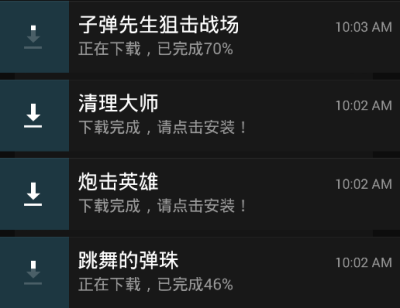 子弹先生狙击战场 10:03 AM
正在下载，已完成70%
清理大师 10:02 AM
下载完成，请点击安装！
炮击英雄 10:02 AM
下载完成，请点击安装！
跳舞的弹珠 10:02 AM
正在下载，已完成46%